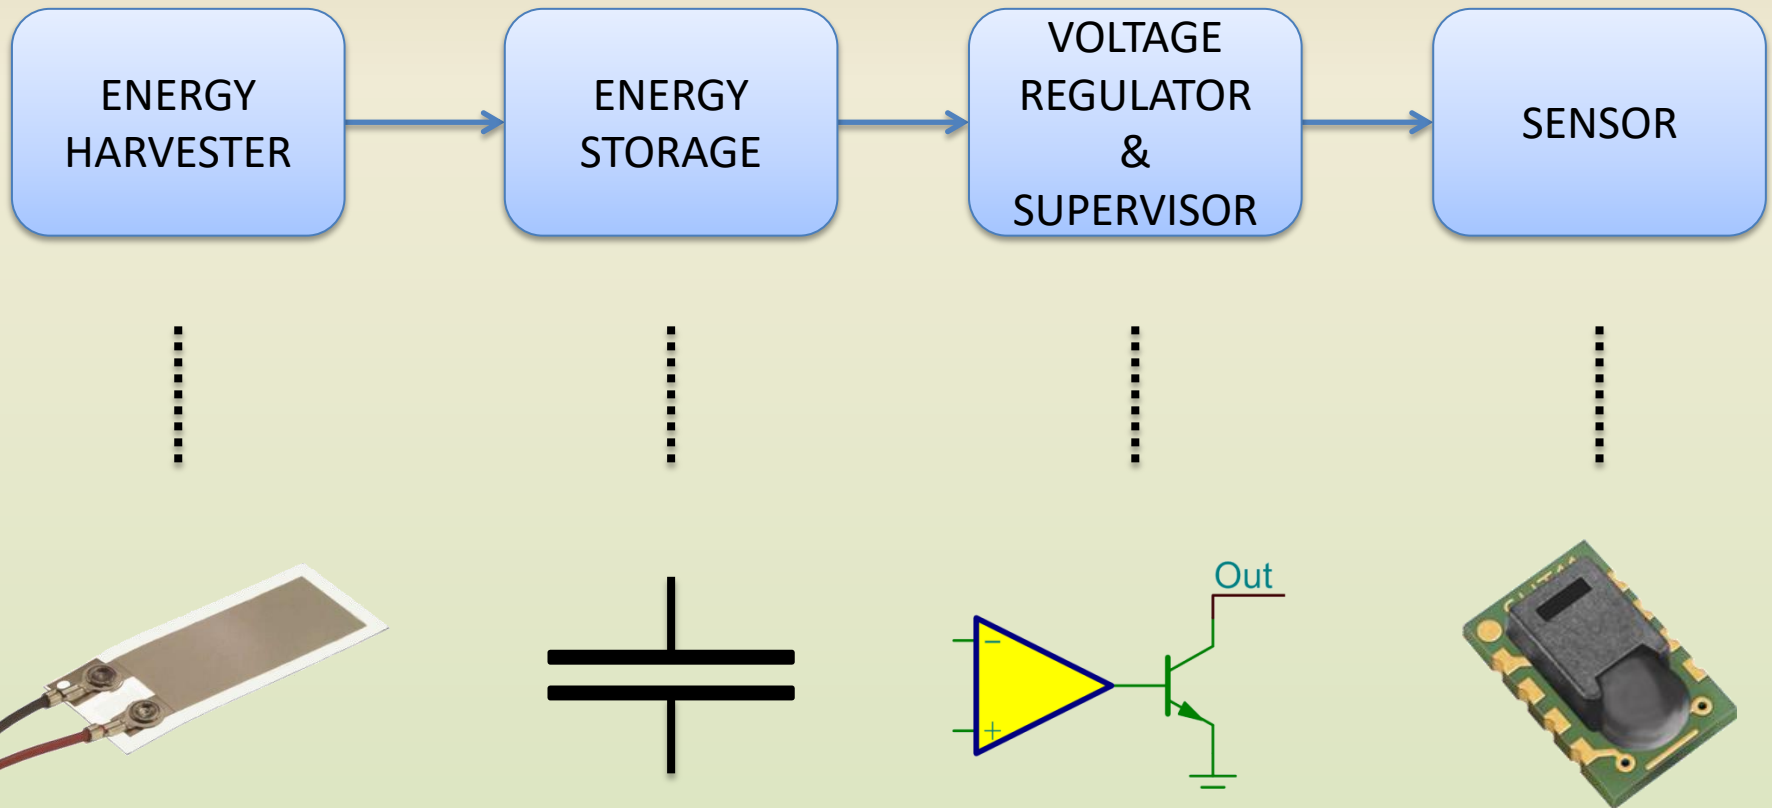 ENERGY
HARVESTER
ENERGY
STORAGE
VOLTAGE
REGULATOR
&
SUPERVISOR
SENSOR
Out
−
+